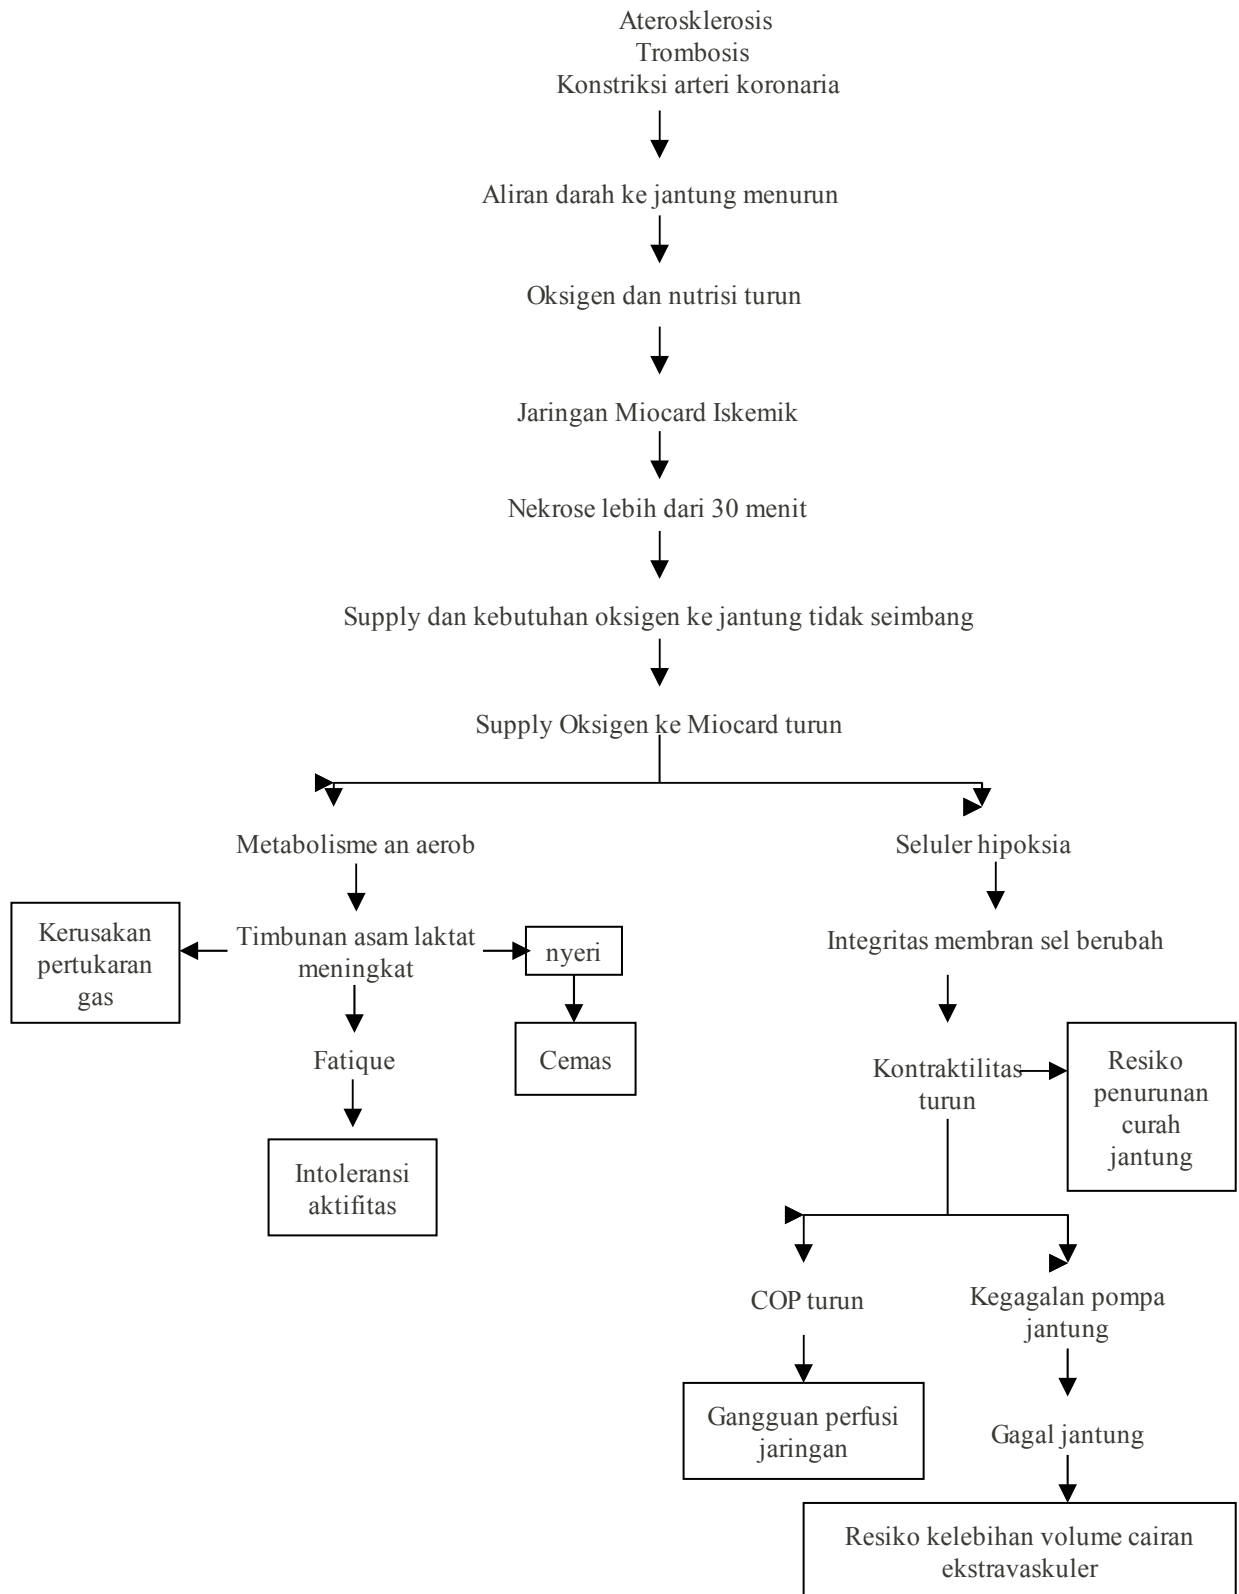 Aterosklerosis
Trombosis
Konstriksi arteri koronaria
Aliran darah ke jantung menurun
Oksigen dan nutrisi turun
Jaringan Miocard Iskemik
Nekrose lebih dari 30 menit
Supply dan kebutuhan oksigen ke jantung tidak seimbang
Supply Oksigen ke Miocard turun
Metabolisme an aerob
Seluler hipoksia
Kerusakan
pertukaran
gas
Timbunan asam laktat
meningkat
nyeri
Integritas membran sel berubah
Fatique
Cemas
Kontraktilitas
turun
Resiko
penurunan
curah
jantung
Intoleransi
aktifitas
COP turun
Kegagalan pompa
jantung
Gangguan perfusi
jaringan
Gagal jantung
Resiko kelebihan volume cairan
ekstravaskuler